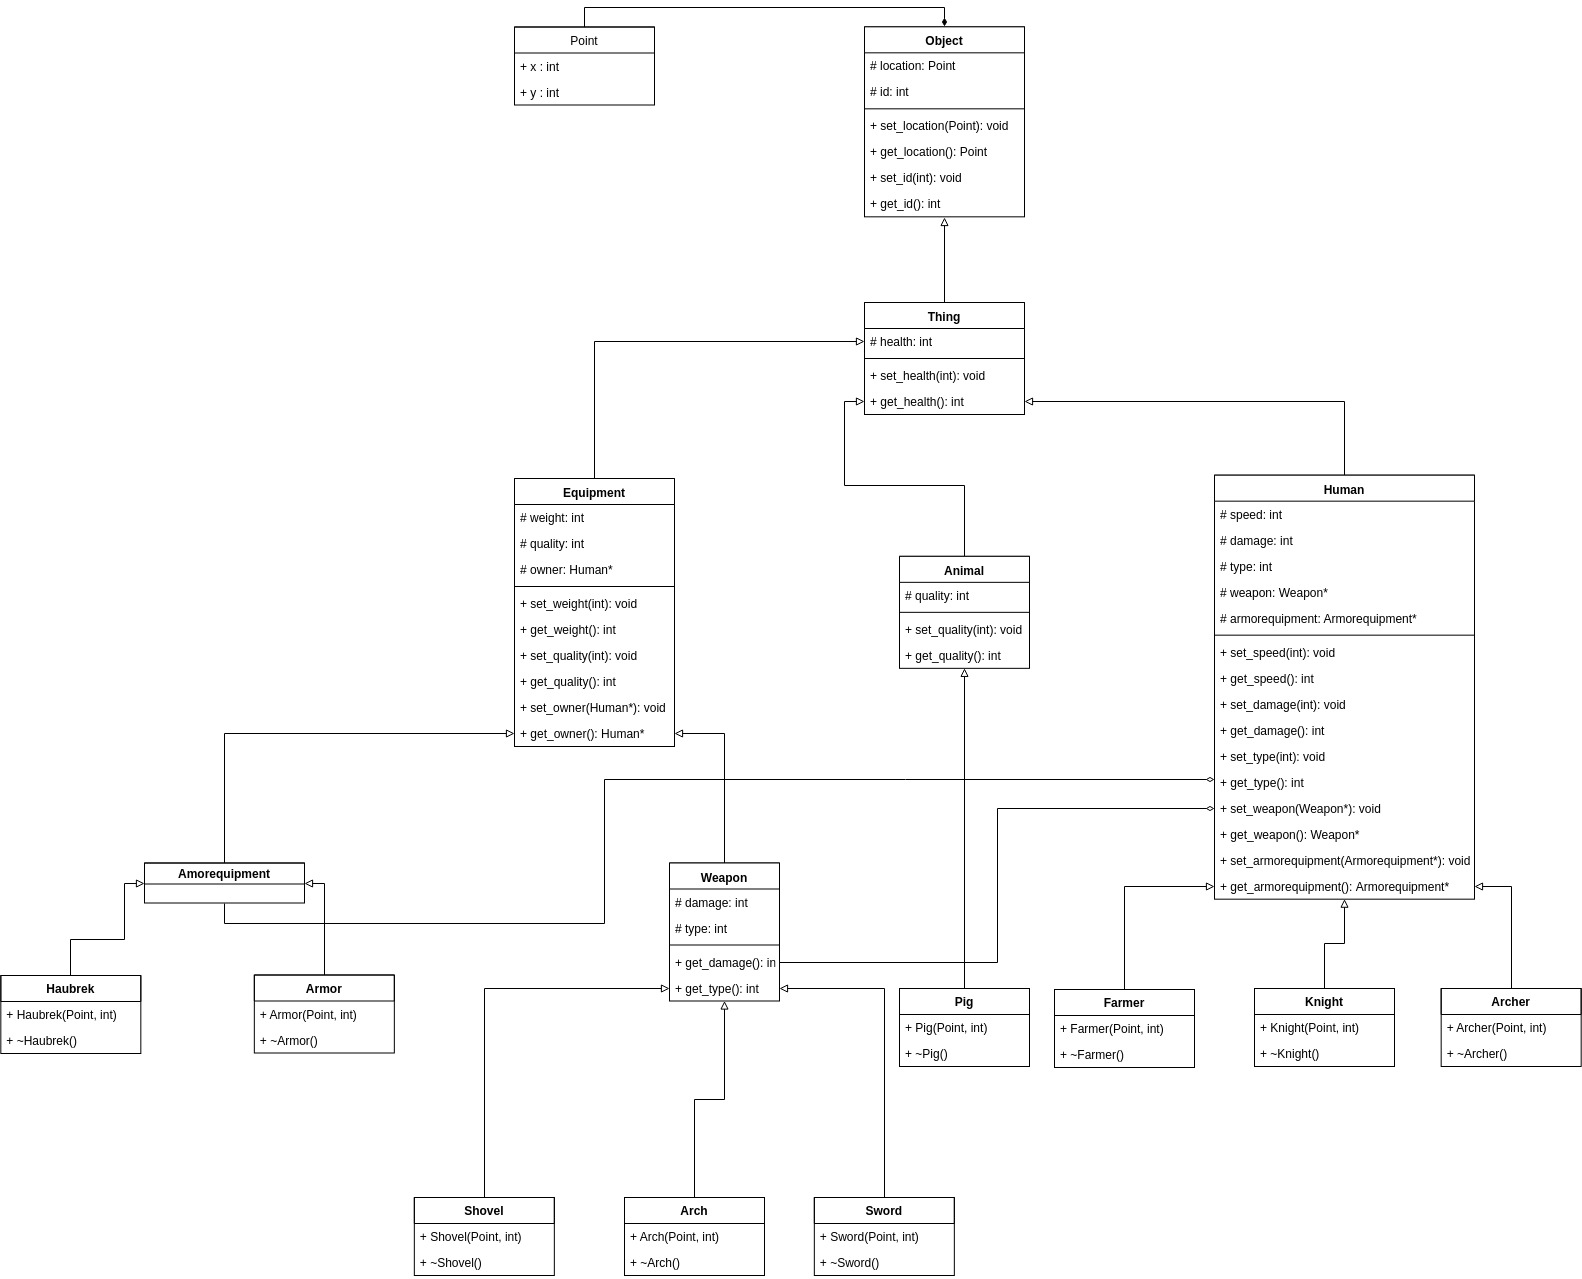 Point
+ x : int
+ y : int
Object
# location: Point
# id: int
+ set_location(Point): void
+ get_location(): Point
+ set_id(int): void
+ get_id(): int
Thing
# health: int
+ set_health(int): void
+ get_health(): int
Equipment
# weight: int
# quality: int
# owner: Human*
+ set_weight(int): void
+ get_weight(): int
+ set_quality(int): void
+ get_quality(): int
+ set_owner(Human*): void
+ get_owner(): Human*
Animal
# quality: int
+ set_quality(int): void
+ get_quality(): int
Human
# speed: int
# damage: int
# type: int
# weapon: Weapon*
# armorequipment: Armorequipment*
+ set_speed(int): void
+ get_speed(): int
+ set_damage(int): void
+ get_damage(): int
+ set_type(int): void
+ get_type(): int
+ set_weapon(Weapon*): void
+ get_weapon(): Weapon*
+ set_armorequipment(Armorequipment*): void
+ get_armorequipment(): Armorequipment*
Amorequipment
Weapon
# damage: int
# type: int
+ get_damage(): in
+ get_type(): int
Haubrek
+ Haubrek(Point, int)
+ ~Haubrek()
Armor
+ Armor(Point, int)
+ ~Armor()
Pig
+ Pig(Point, int)
+ ~Pig()
Farmer
+ Farmer(Point, int)
+ ~Farmer()
Knight
+ Knight(Point, int)
+ ~Knight()
Archer
+ Archer(Point, int)
+ ~Archer()
Shovel
+ Shovel(Point, int)
+ ~Shovel()
Arch
+ Arch(Point, int)
+ ~Arch()
Sword
+ Sword(Point, int)
+ ~Sword()